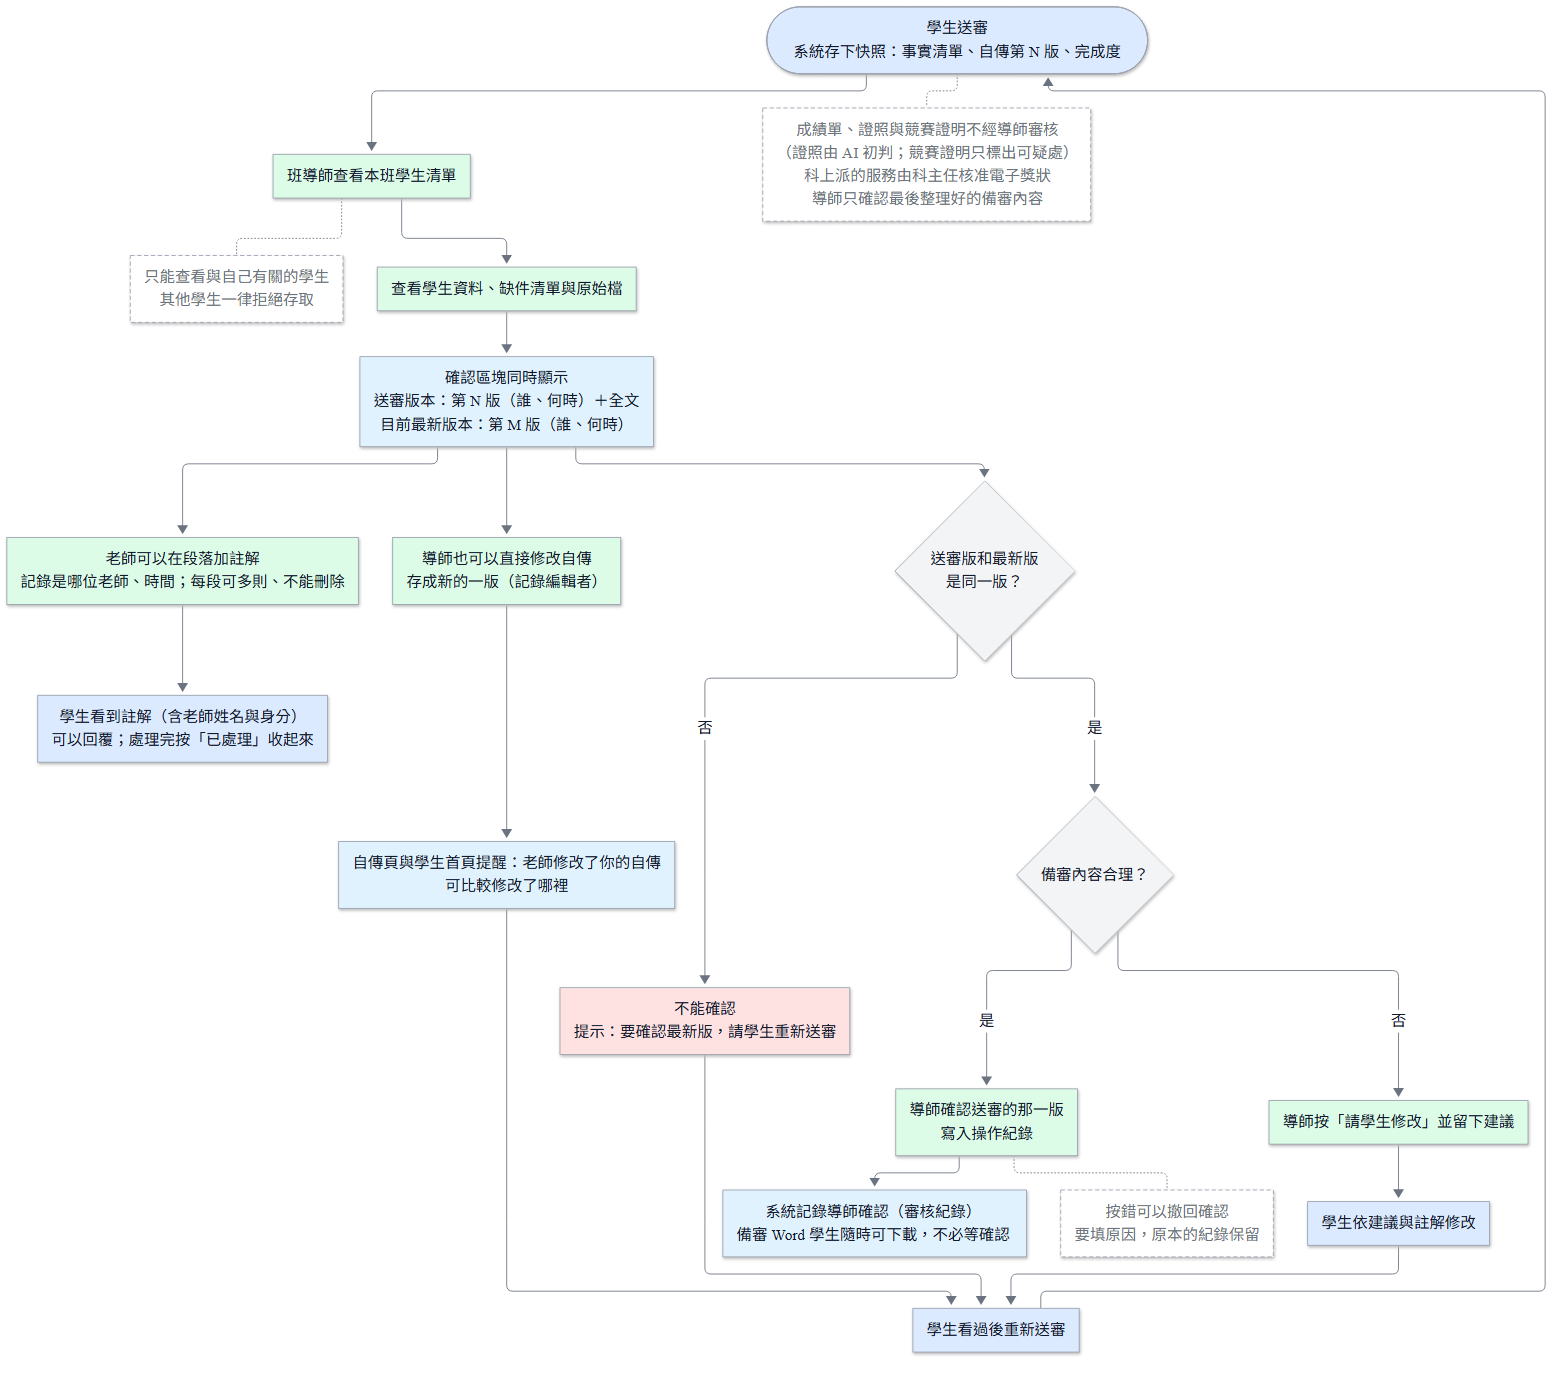 學生送審
系統存下快照：事實清單、自傳第 N 版、完成度
成績單、證照與競賽證明不經導師審核
（證照由 AI 初判；競賽證明只標出可疑處）
科上派的服務由科主任核准電子獎狀
導師只確認最後整理好的備審內容
班導師查看本班學生清單
只能查看與自己有關的學生
其他學生一律拒絕存取
查看學生資料、缺件清單與原始檔
確認區塊同時顯示
送審版本：第 N 版（誰、何時）＋全文
目前最新版本：第 M 版（誰、何時）
老師可以在段落加註解
記錄是哪位老師、時間；每段可多則、不能刪除
導師也可以直接修改自傳
存成新的一版（記錄編輯者）
送審版和最新版
是同一版？
學生看到註解（含老師姓名與身分）
可以回覆；處理完按「已處理」收起來
否
是
自傳頁與學生首頁提醒：老師修改了你的自傳
可比較修改了哪裡
備審內容合理？
不能確認
提示：要確認最新版，請學生重新送審
是
否
導師確認送審的那一版
寫入操作紀錄
導師按「請學生修改」並留下建議
系統記錄導師確認（審核紀錄）
備審 Word 學生隨時可下載，不必等確認
按錯可以撤回確認
要填原因，原本的紀錄保留
學生依建議與註解修改
學生看過後重新送審